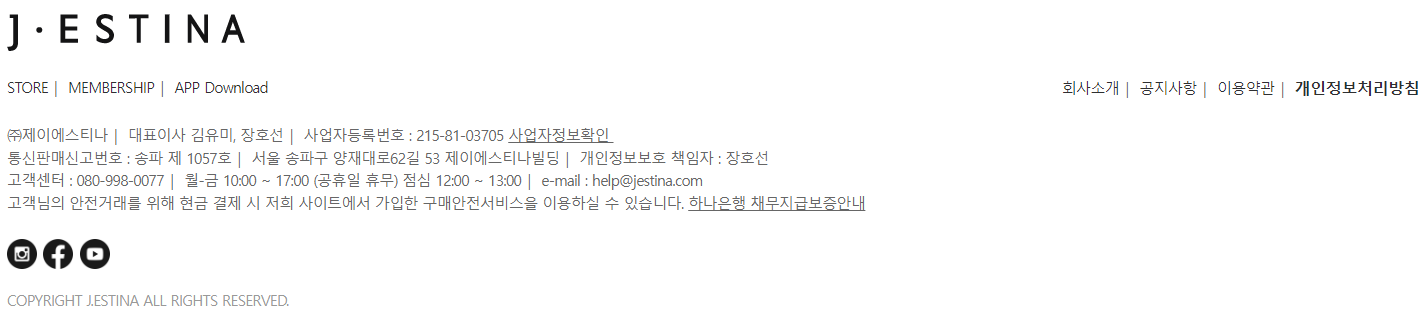 J·ESTINA
STORE | MEMBERSHIP | APP Download 회사소개 | 공지사항 | 이용약관 | 개인정보처리방침
㈜제이에스티나 | 대표이사 김유미, 장호선 | 사업자등록번호 : 215-81-03705 사업자정보확인
통신판매신고번호 : 송파 제 1057호 | 서울 송파구 양재대로62길 53 제이에스티나빌딩 | 개인정보보호 책임자 : 장호선
고객센터 : 080-998-0077 | 월-금 10:00 ~ 17:00 (공휴일 휴무) 점심 12:00 ~ 13:00 | e-mail : help@jestina.com
고객님의 안전거래를 위해 현금 결제 시 저희 사이트에서 가입한 구매안전서비스를 이용하실 수 있습니다. 하나은행 채무지급보증안내
COPYRIGHT J.ESTINA ALL RIGHTS RESERVED.